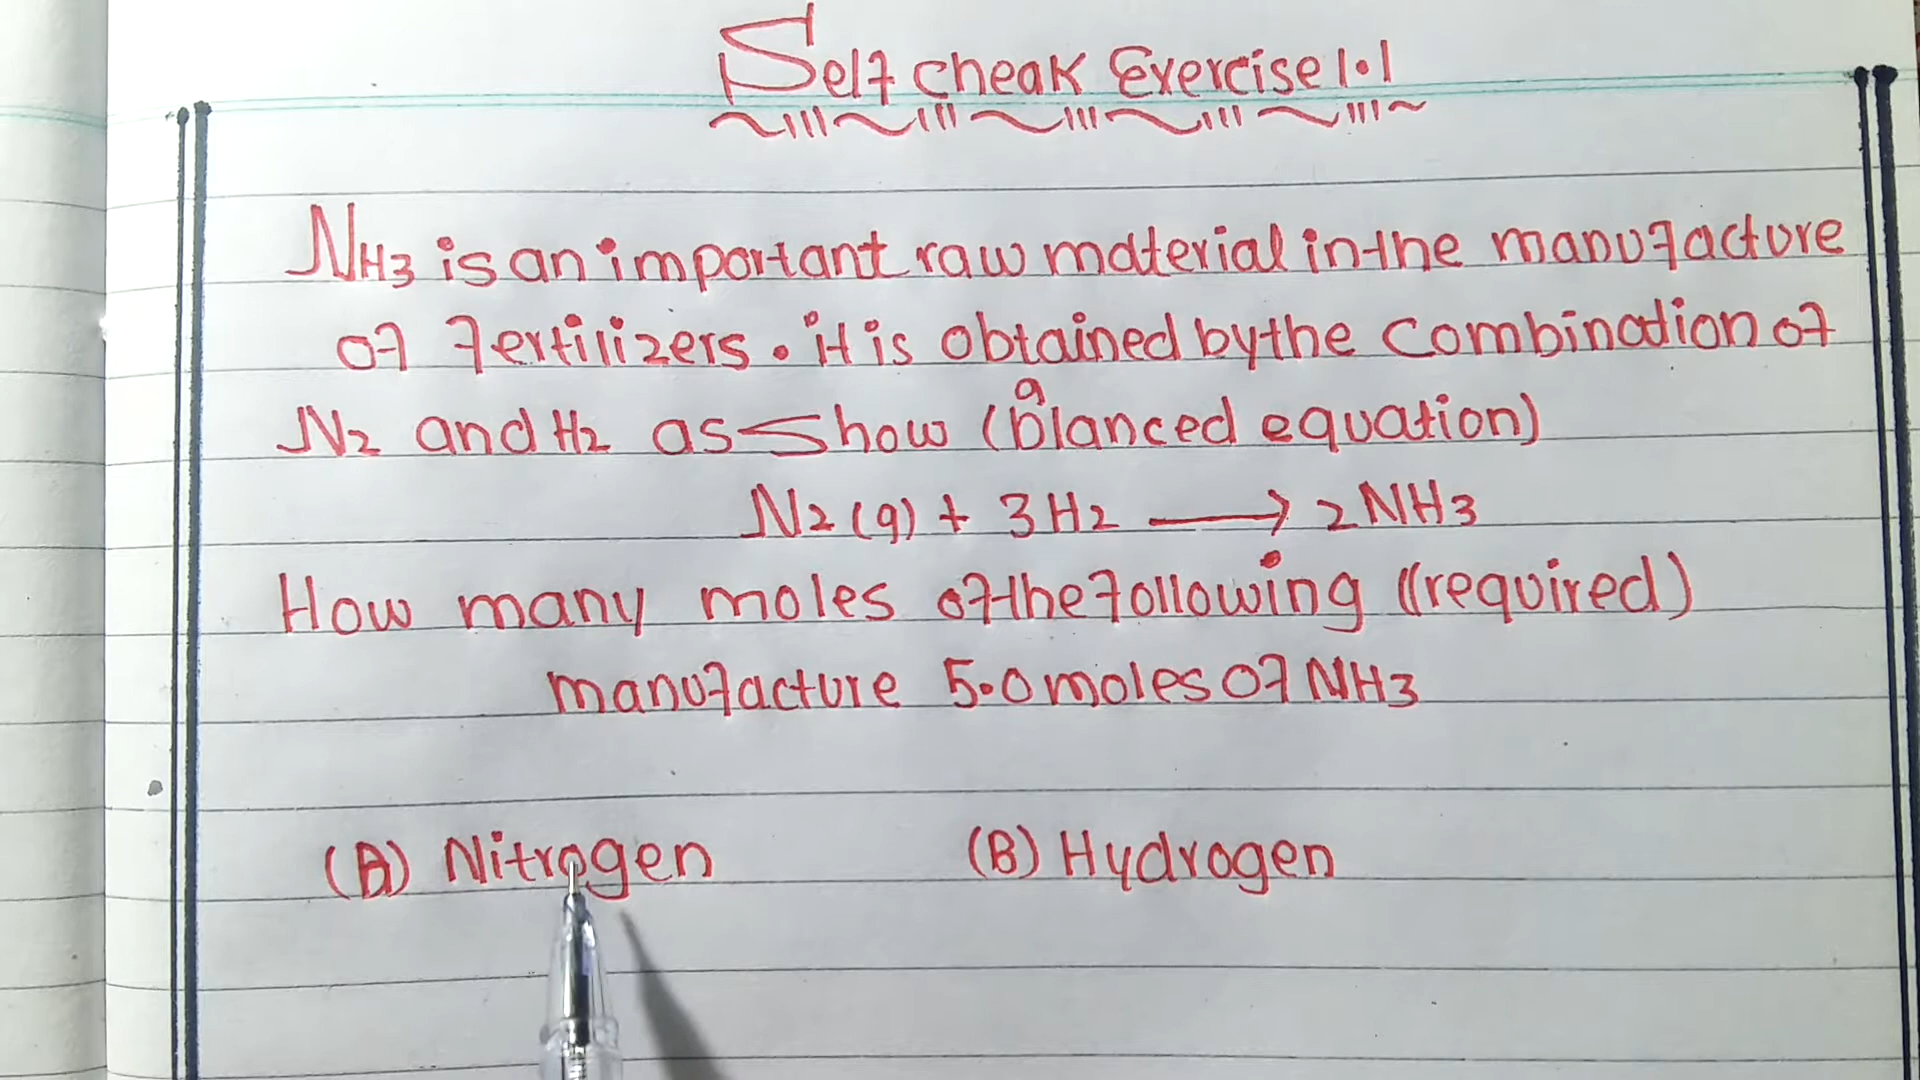 Self cheak Exercise 1.1
NH3 is an important raw material in the manufacture
of fertilizers. it is obtained by the combination of
N2 and H2 as show (balanced equation)
N2(g) + 3H2 → 2NH3
How many moles of the following ((required)
manufacture 5.0 moles of NH3
(A) Nitrogen (B) Hydrogen